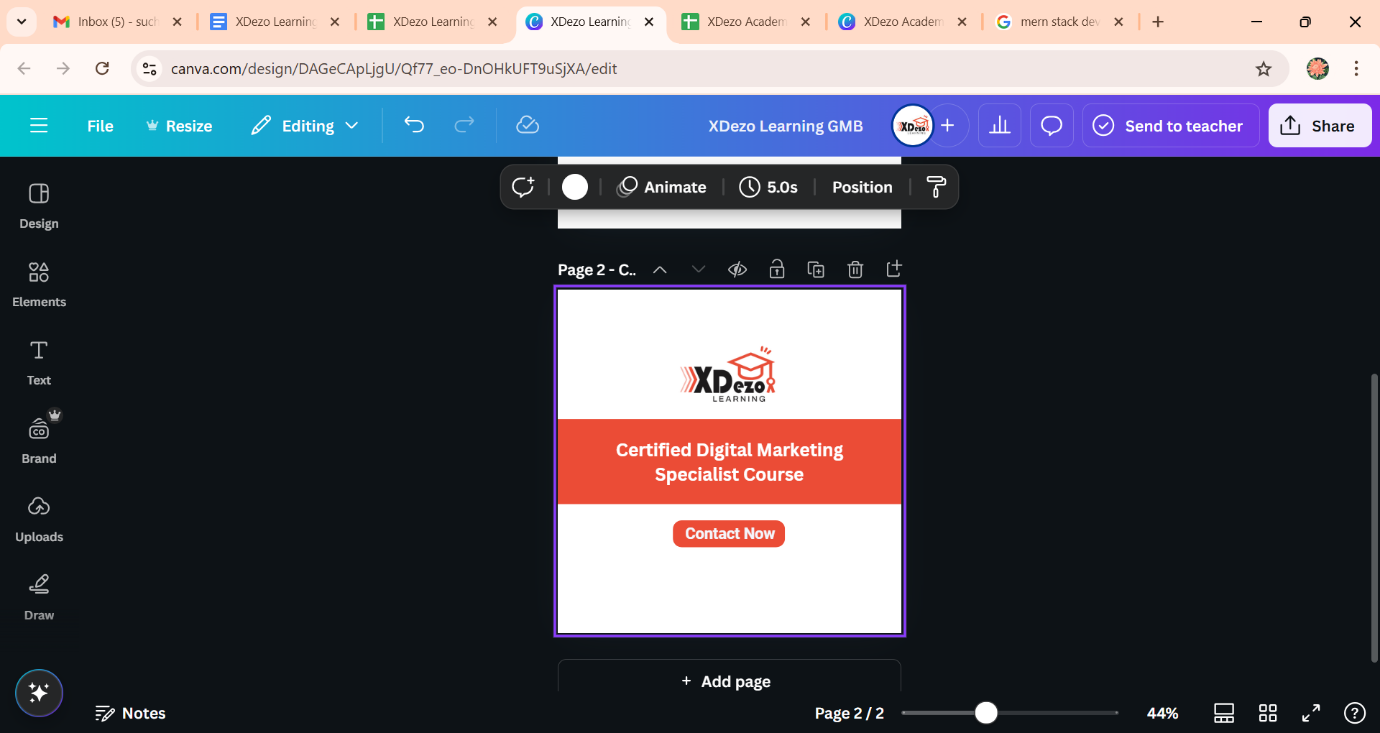 Inbox (5) - such
XDezo Learning
XDezo Learning
XDezo Learning
XDezo Academ
XDezo Academ
mern stack dev
canva.com/design/DAGeCApLjgU/Qf77_eo-DnOHkUFT9uSjXA/edit
File
Resize
Editing
XDezo Learning GMB
Send to teacher
Share
Animate
5.0s
Position
Design
Elements
Text
Brand
Uploads
Draw
Page 2 - C..
XDezo
LEARNING
Certified Digital Marketing
Specialist Course
Contact Now
+ Add page
Notes
Page 2 / 2
44%